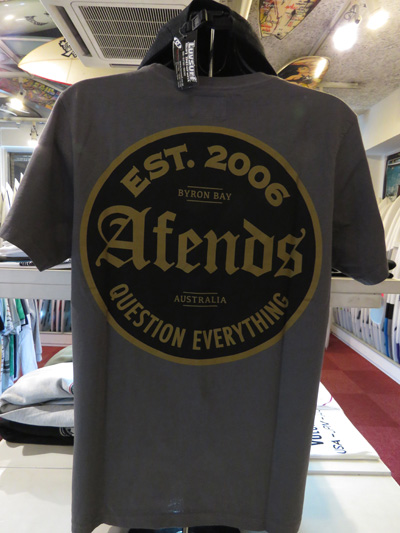 EST. 2006
BYRON BAY
Afends
AUSTRALIA
QUESTION EVERYTHING